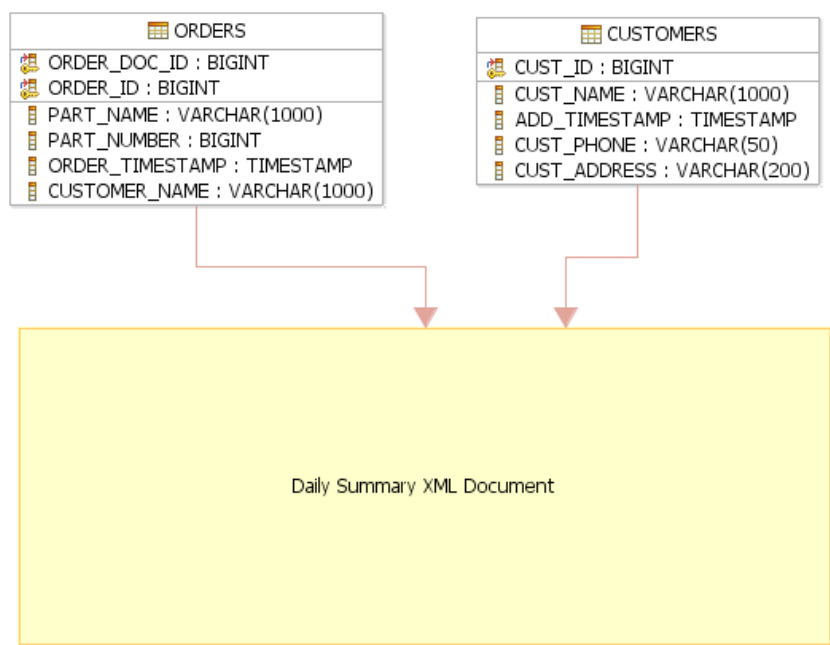 ORDERS
ORDER_DOC_ID : BIGINT
ORDER_ID : BIGINT
PART_NAME : VARCHAR(1000)
PART_NUMBER : BIGINT
ORDER_TIMESTAMP : TIMESTAMP
CUSTOMER_NAME : VARCHAR(1000)
CUSTOMERS
CUST_ID : BIGINT
CUST_NAME : VARCHAR(1000)
ADD_TIMESTAMP : TIMESTAMP
CUST_PHONE : VARCHAR(50)
CUST_ADDRESS : VARCHAR(200)
Daily Summary XML Document